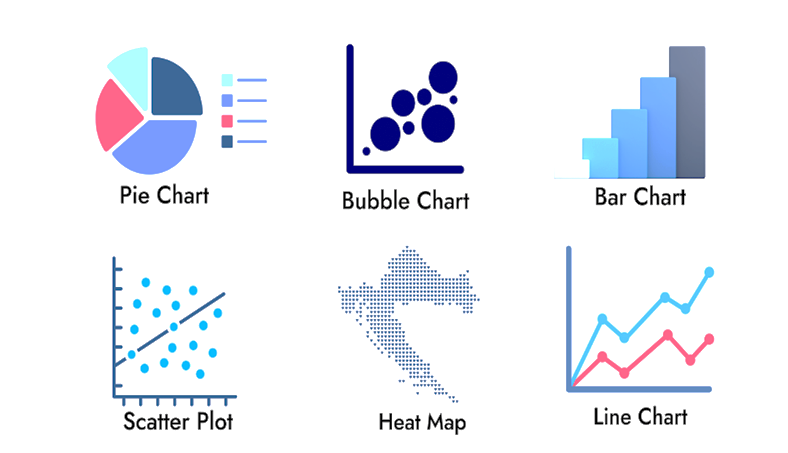 Pie Chart
Bubble Chart
Bar Chart
Scatter Plot
Heat Map
Line Chart